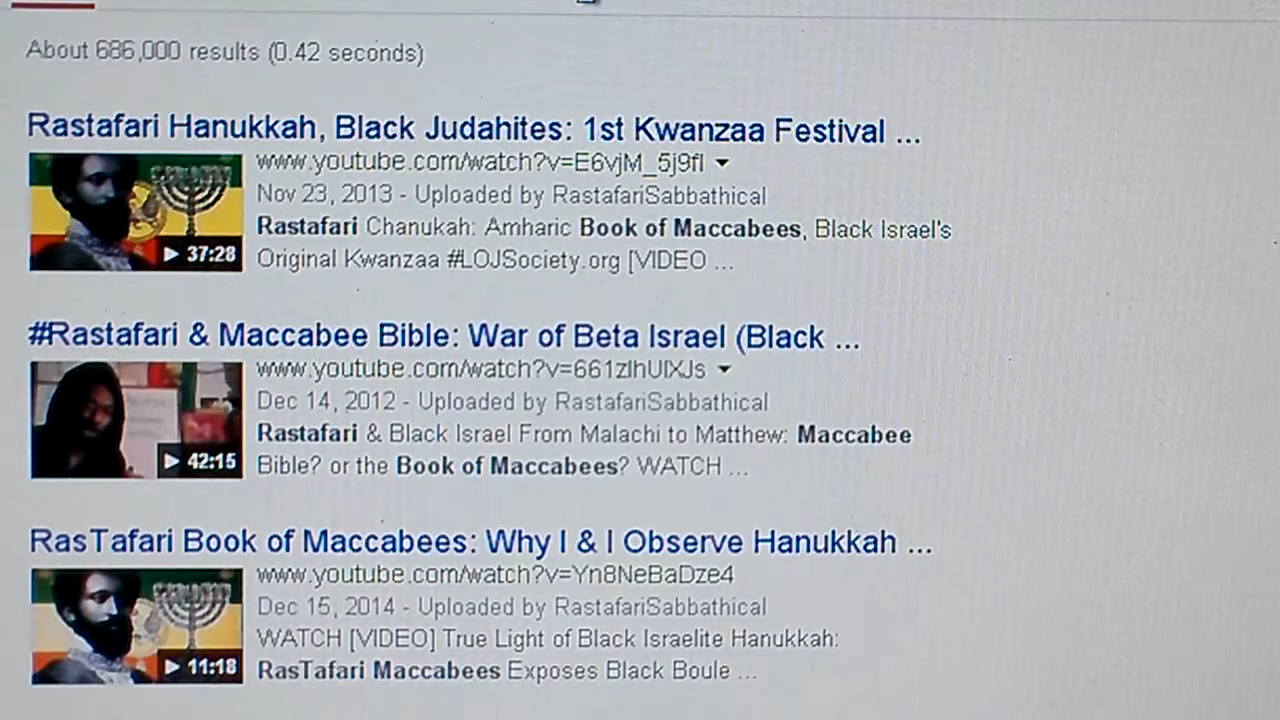 About 686,000 results (0.42 seconds)
Rastafari Hanukkah, Black Judahites: 1st Kwanzaa Festival ...
www.youtube.com/watch?v=E6vjM_5j9fI
Nov 23, 2013 - Uploaded by RastafariSabbathical
Rastafari Chanukah: Amharic Book of Maccabees, Black Israel's
Original Kwanzaa #LOJSociety.org [VIDEO ...
37:28
#Rastafari & Maccabee Bible: War of Beta Israel (Black ...
www.youtube.com/watch?v=661zIhUIXJs
Dec 14, 2012 - Uploaded by RastafariSabbathical
Rastafari & Black Israel From Malachi to Matthew: Maccabee
Bible? or the Book of Maccabees? WATCH ...
42:15
RasTafari Book of Maccabees: Why I & I Observe Hanukkah ...
www.youtube.com/watch?v=Yn8NeBaDze4
Dec 15, 2014 - Uploaded by RastafariSabbathical
WATCH [VIDEO] True Light of Black Israelite Hanukkah:
RasTafari Maccabees Exposes Black Boule ...
11:18